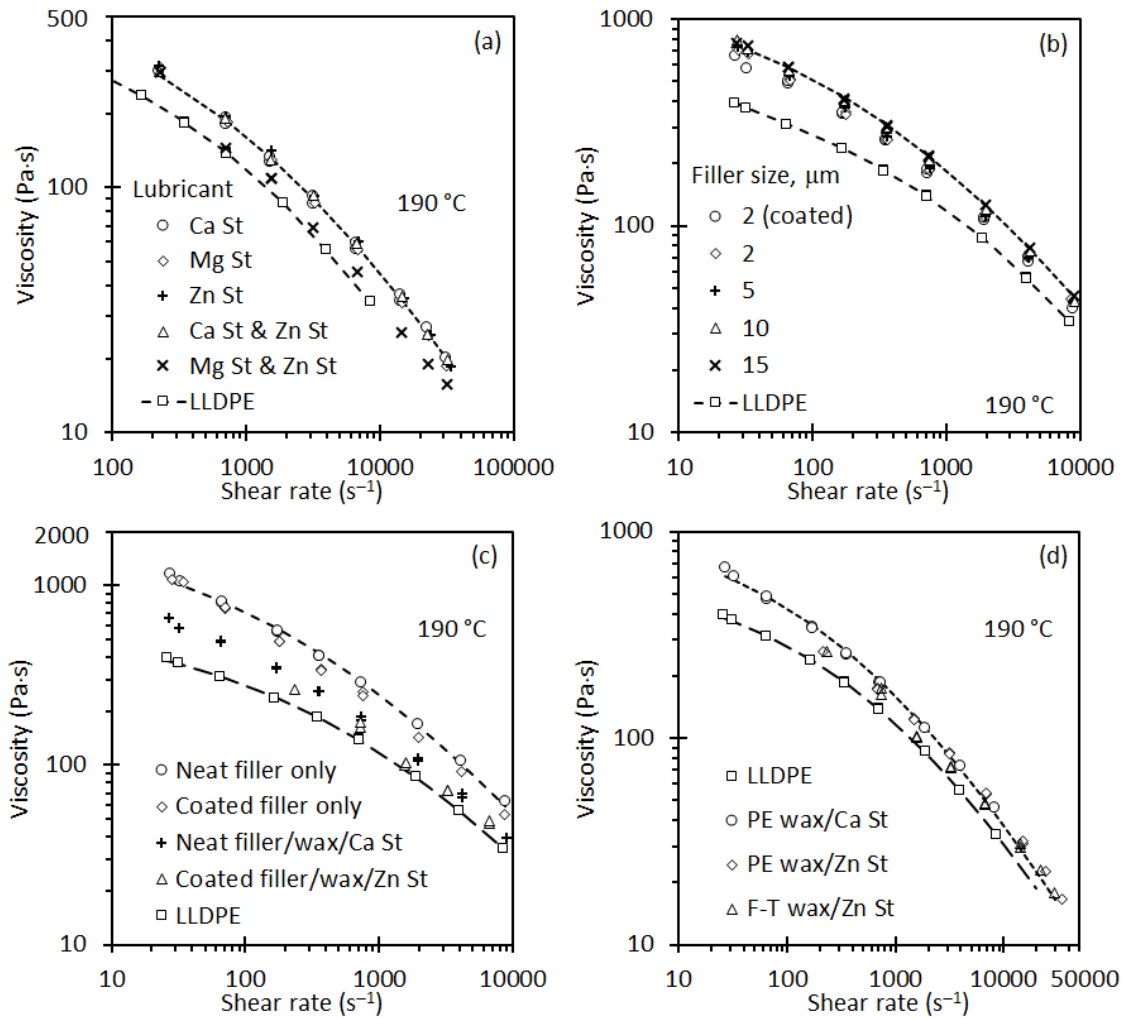 (a)
500
100
10
Viscosity (Pa·s)
190 °C
Lubricant
Ca St
Mg St
Zn St
Ca St & Zn St
Mg St & Zn St
LLDPE
100 1000 10000 100000
Shear rate (s⁻¹)
(b)
1000
100
10
Viscosity (Pa·s)
Filler size, μm
2 (coated)
2
5
10
15
LLDPE
190 °C
10 100 1000 10000
Shear rate (s⁻¹)
(c)
2000
1000
100
10
Viscosity (Pa·s)
190 °C
Neat filler only
Coated filler only
Neat filler/wax/Ca St
Coated filler/wax/Zn St
LLDPE
10 100 1000 10000
Shear rate (s⁻¹)
(d)
1000
100
10
Viscosity (Pa·s)
190 °C
LLDPE
PE wax/Ca St
PE wax/Zn St
F-T wax/Zn St
10 100 1000 10000 50000
Shear rate (s⁻¹)